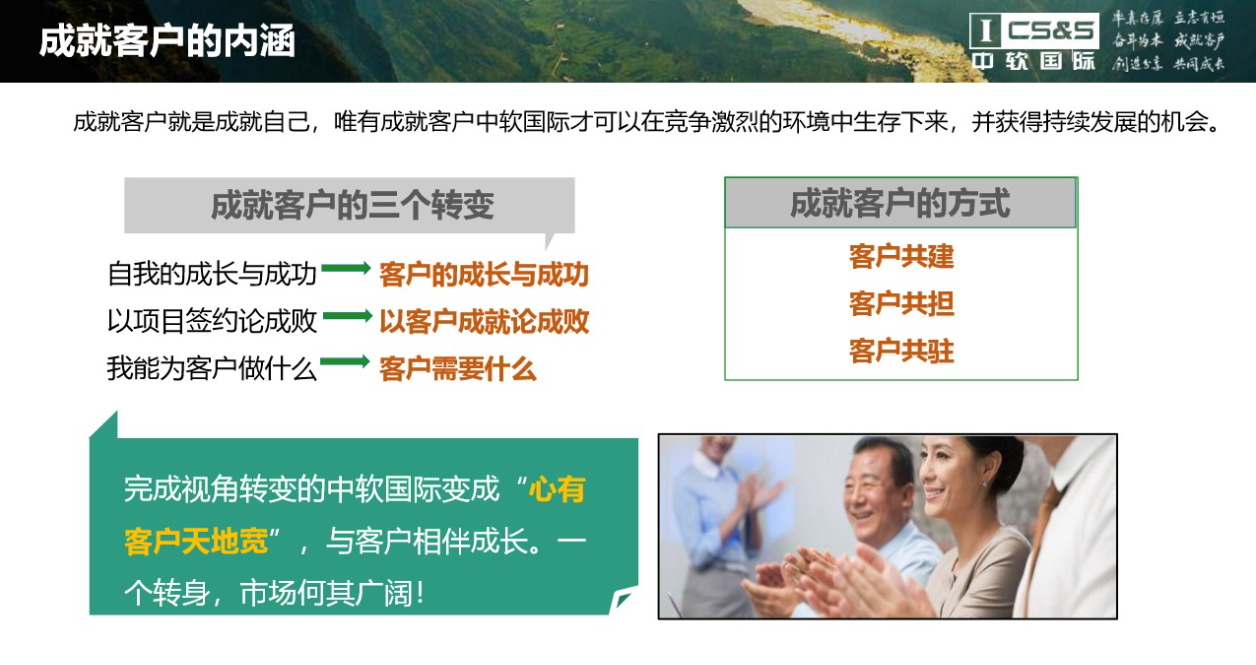 成就客户的内涵
I CS&S
中软国际
率真存厚 立志有恒
奋斗为本 成就客户
创造分享 共同成长
成就客户就是成就自己，唯有成就客户中软国际才可以在竞争激烈的环境中生存下来，并获得持续发展的机会。
成就客户的三个转变
自我的成长与成功 客户的成长与成功
以项目签约论成败 以客户成就论成败
我能为客户做什么 客户需要什么
成就客户的方式
客户共建
客户共担
客户共驻
完成视角转变的中软国际变成“心有
客户天地宽”，与客户相伴成长。一
个转身，市场何其广阔！